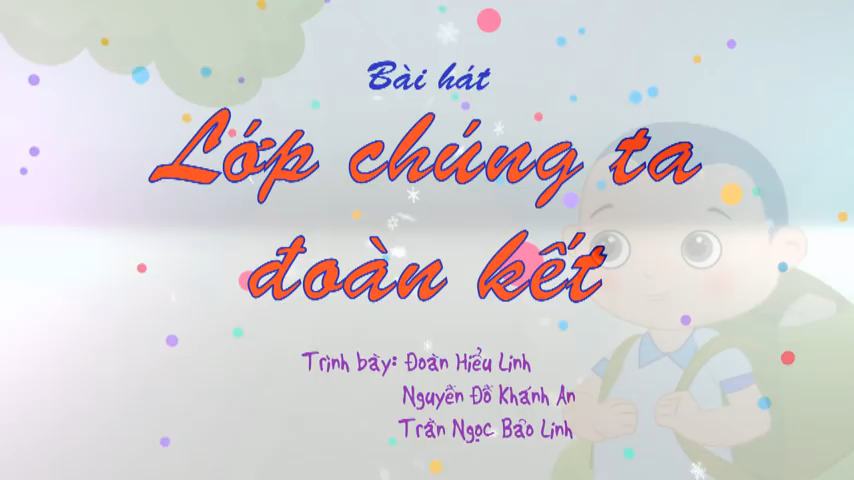 Bài hát
Lớp chúng ta
đoàn kết
Trình bày: Đoàn Hiểu Linh
Nguyễn Đỗ Khánh An
Trần Ngọc Bảo Linh